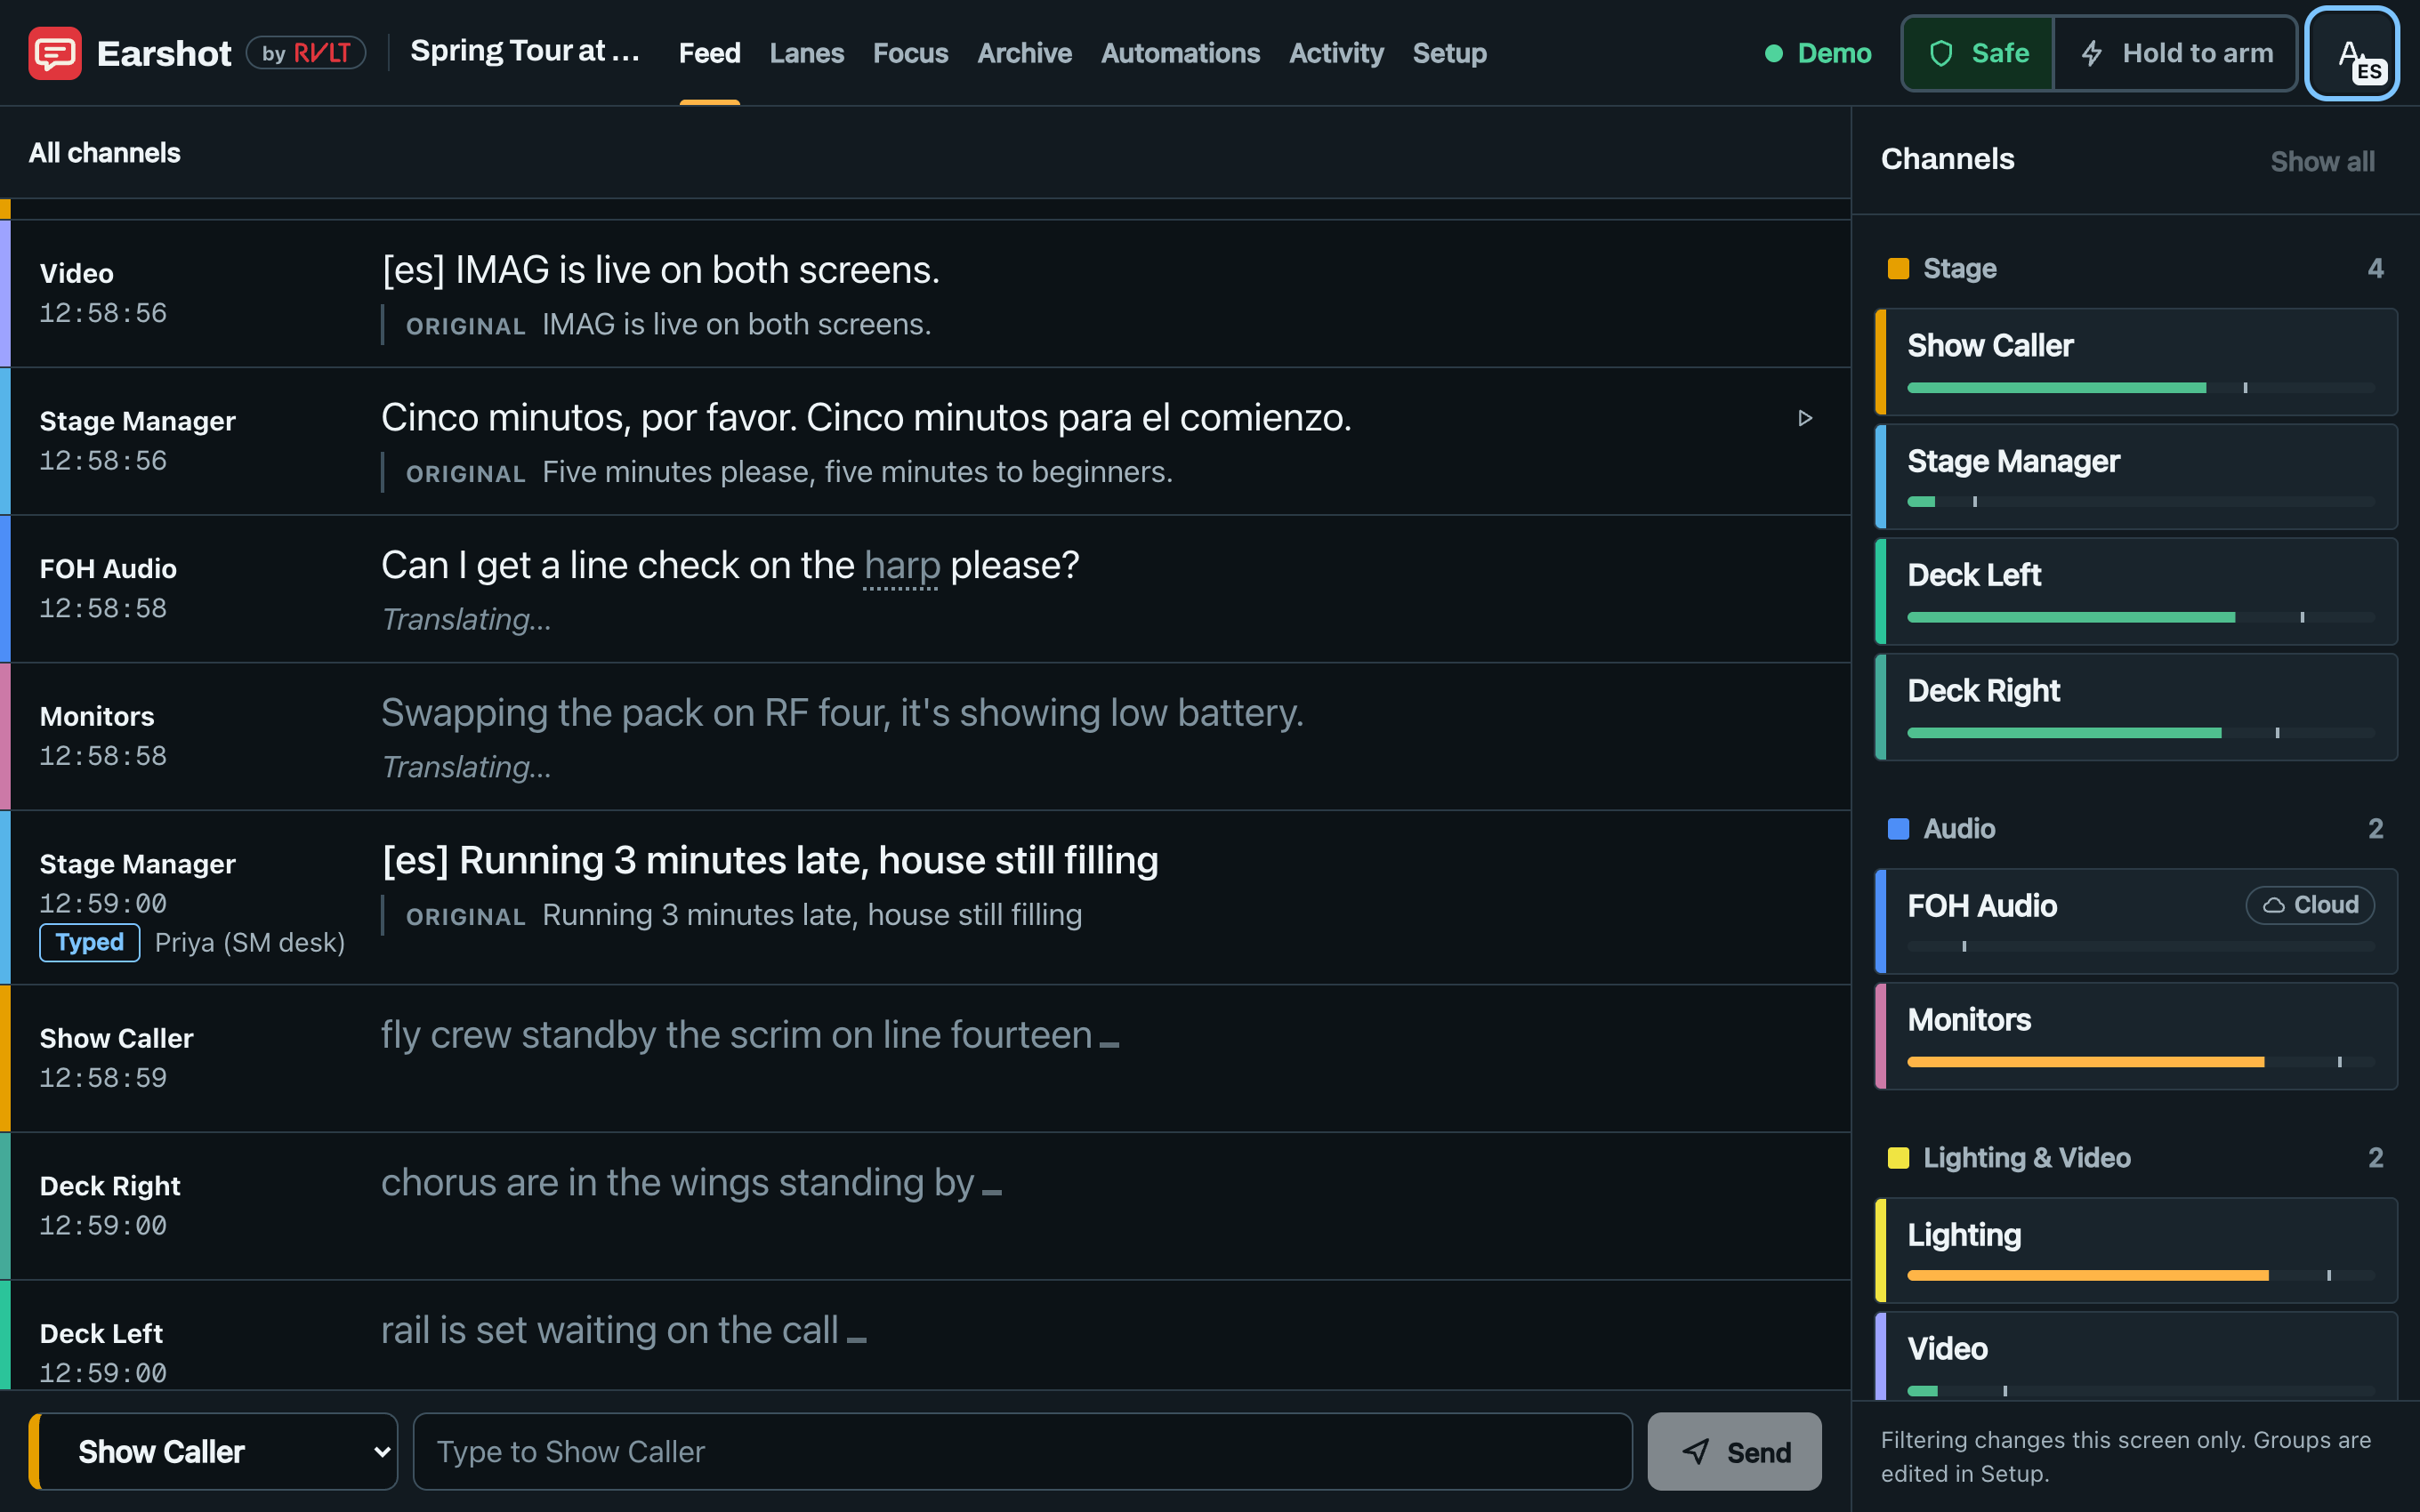 Earshot
by RVLT
Spring Tour at ...
Feed
Lanes
Focus
Archive
Automations
Activity
Setup
Demo
Safe
Hold to arm
A
ES
All channels
Video
12:58:56
[es] IMAG is live on both screens.
ORIGINAL IMAG is live on both screens.
Stage Manager
12:58:56
Cinco minutos, por favor. Cinco minutos para el comienzo.
ORIGINAL Five minutes please, five minutes to beginners.
FOH Audio
12:58:58
Can I get a line check on the harp please?
Translating...
Monitors
12:58:58
Swapping the pack on RF four, it's showing low battery.
Translating...
Stage Manager
12:59:00
Typed Priya (SM desk)
[es] Running 3 minutes late, house still filling
ORIGINAL Running 3 minutes late, house still filling
Show Caller
12:58:59
fly crew standby the scrim on line fourteen
Deck Right
12:59:00
chorus are in the wings standing by
Deck Left
12:59:00
rail is set waiting on the call
Show Caller
Type to Show Caller
Send
Channels
Show all
Stage 4
Show Caller
Stage Manager
Deck Left
Deck Right
Audio 2
FOH Audio
Cloud
Monitors
Lighting & Video 2
Lighting
Video
Filtering changes this screen only. Groups are
edited in Setup.